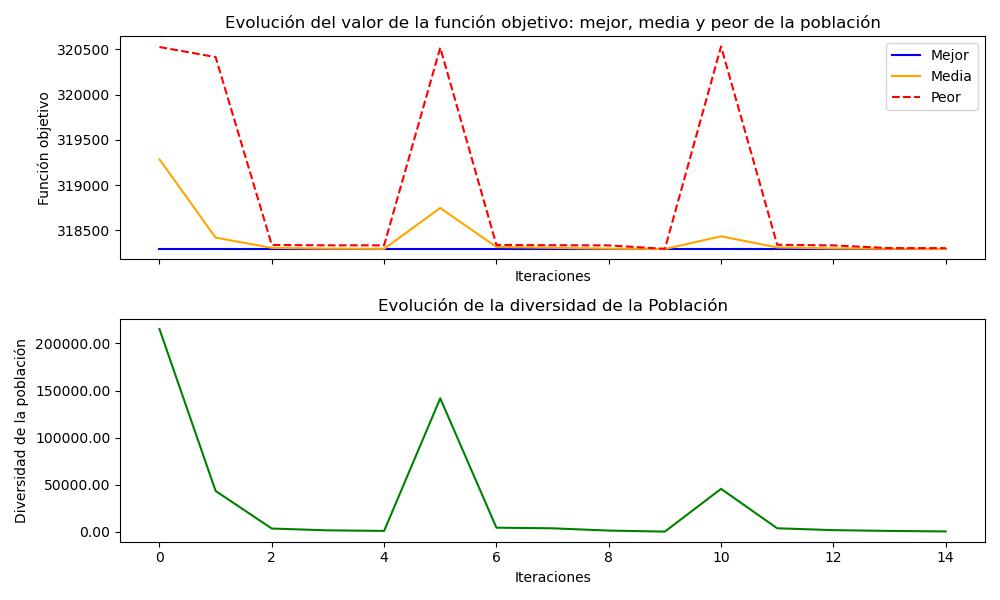 Evolución del valor de la función objetivo: mejor, media y peor de la población
320500
320000
319500
319000
318500
Función objetivo
Mejor
Media
Peor
Iteraciones
Evolución de la diversidad de la Población
200000.00
150000.00
100000.00
50000.00
0.00
Diversidad de la población
0 2 4 6 8 10 12 14
Iteraciones